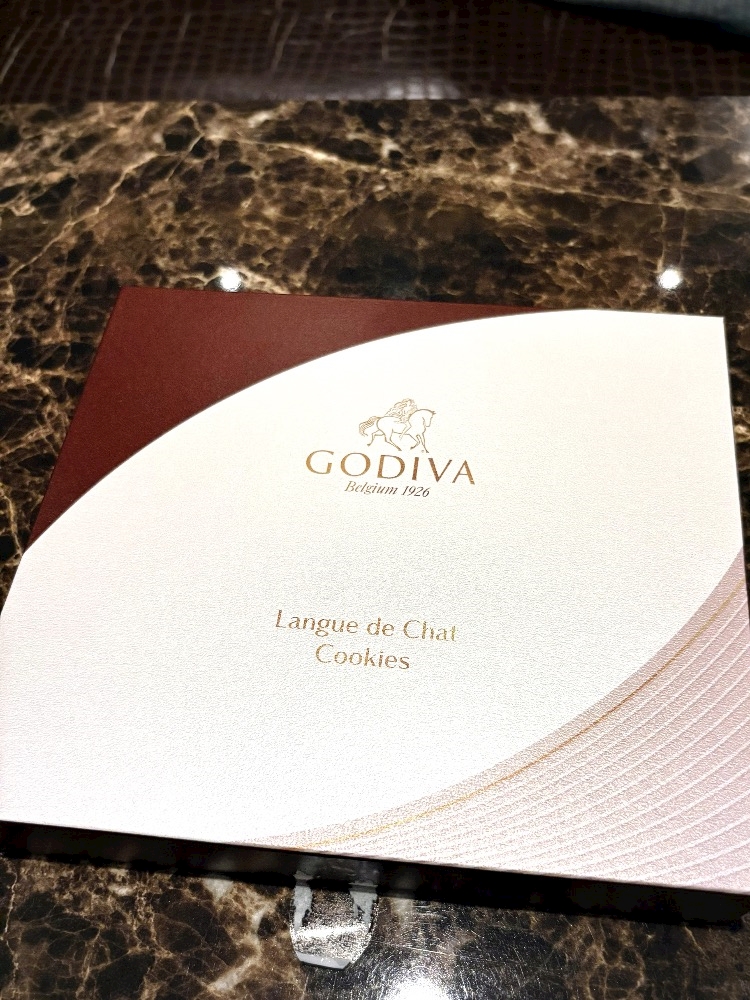 GODIVA
Belgium 1926
Langue de Chat
Cookies